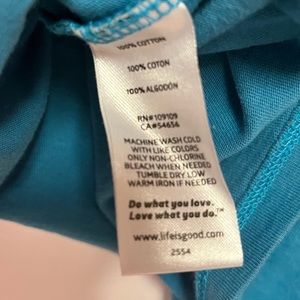 100% COTTON
100% COTON
100% ALGODÓN
RN#109109
CA#54654
MACHINE WASH COLD
WITH LIKE COLORS
ONLY NON-CHLORINE
BLEACH WHEN NEEDED
TUMBLE DRY LOW
WARM IRON IF NEEDED
Do what you love.
Love what you do.™
www.lifeisgood.com
2554